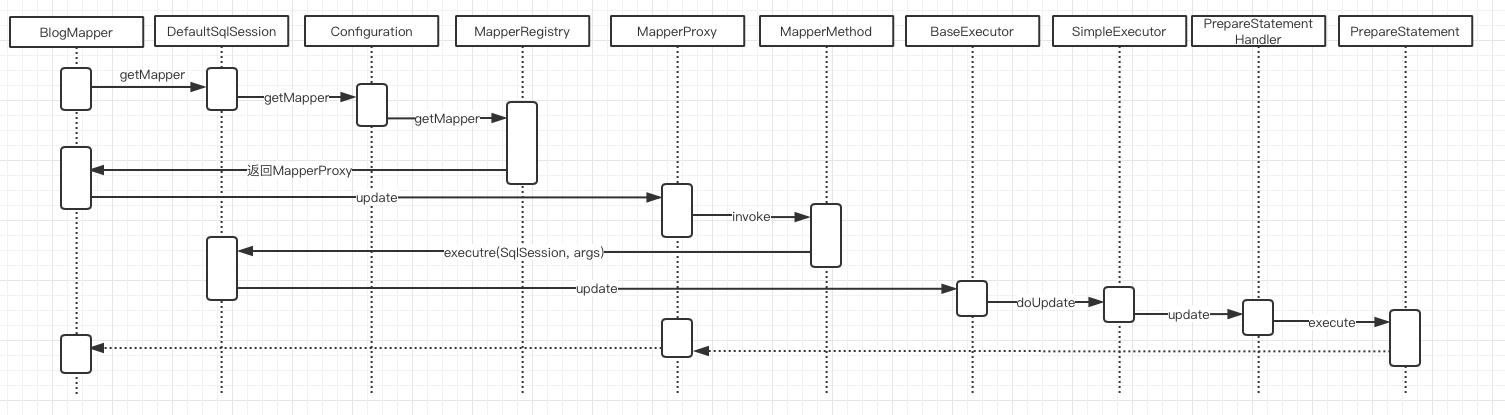 BlogMapper
DefaultSqlSession
Configuration
MapperRegistry
MapperProxy
MapperMethod
BaseExecutor
SimpleExecutor
PrepareStatement
Handler
PrepareStatement
getMapper
getMapper
getMapper
返回MapperProxy
update
invoke
executre(SqlSession, args)
update
doUpdate
update
execute